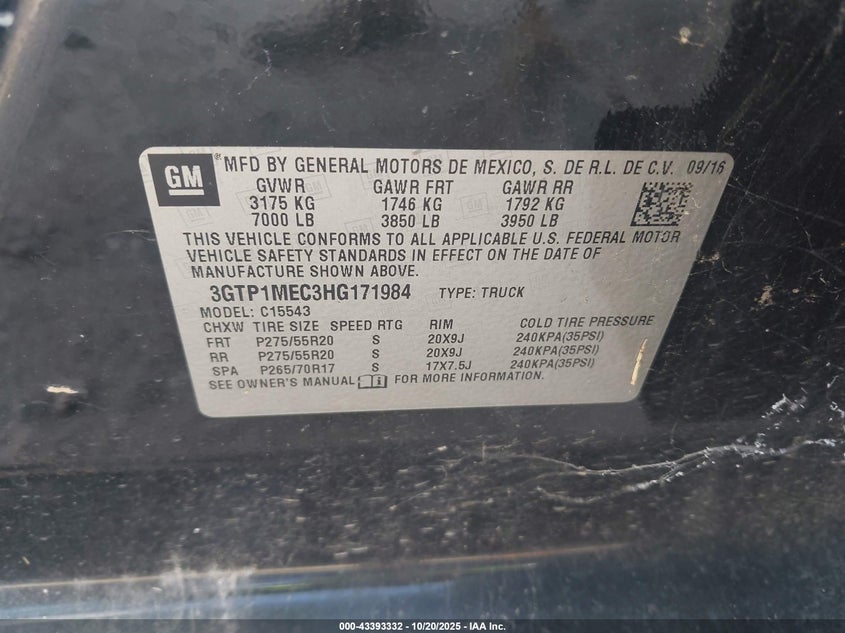 GM
MFD BY GENERAL MOTORS DE MEXICO, S. DE R.L. DE C.V. 09/16
GVWR GAWR FRT GAWR RR
3175 KG 1746 KG 1792 KG
7000 LB 3850 LB 3950 LB
THIS VEHICLE CONFORMS TO ALL APPLICABLE U.S. FEDERAL MOTOR
VEHICLE SAFETY STANDARDS IN EFFECT ON THE DATE OF
MANUFACTURE SHOWN ABOVE.
3GTP1MEC3HG171984 TYPE: TRUCK
MODEL: C15543
CHXW TIRE SIZE SPEED RTG RIM COLD TIRE PRESSURE
FRT P275/55R20 S 20X9J 240KPA(35PSI)
RR P275/55R20 S 20X9J 240KPA(35PSI)
SPA P265/70R17 S 17X7.5J 240KPA(35PSI)
SEE OWNER'S MANUAL FOR MORE INFORMATION.
000-43393332 - 10/20/2025 - IAA Inc.